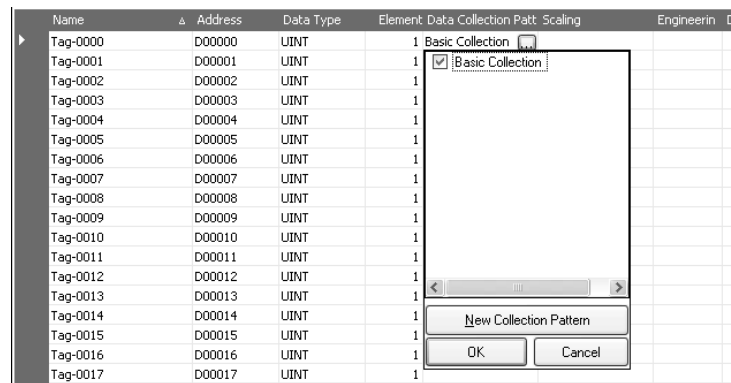 Name Address Data Type Element Data Collection Patt Scaling Engineerin
Tag-0000 D00000 UINT 1 Basic Collection ...
Tag-0001 D00001 UINT 1 Basic Collection
Tag-0002 D00002 UINT 1
Tag-0003 D00003 UINT 1
Tag-0004 D00004 UINT 1
Tag-0005 D00005 UINT 1
Tag-0006 D00006 UINT 1
Tag-0007 D00007 UINT 1
Tag-0008 D00008 UINT 1
Tag-0009 D00009 UINT 1
Tag-0010 D00010 UINT 1
Tag-0011 D00011 UINT 1
Tag-0012 D00012 UINT 1
Tag-0013 D00013 UINT 1
Tag-0014 D00014 UINT 1 New Collection Pattern
Tag-0015 D00015 UINT 1
Tag-0016 D00016 UINT 1 OK Cancel
Tag-0017 D00017 UINT 1